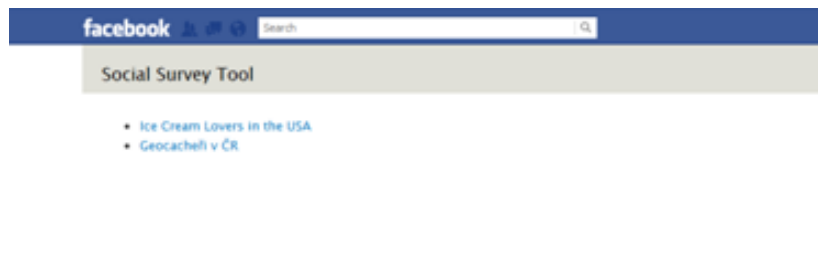 facebook
Search
Social Survey Tool
Ice Cream Lovers in the USA
Geocacheři v ČR